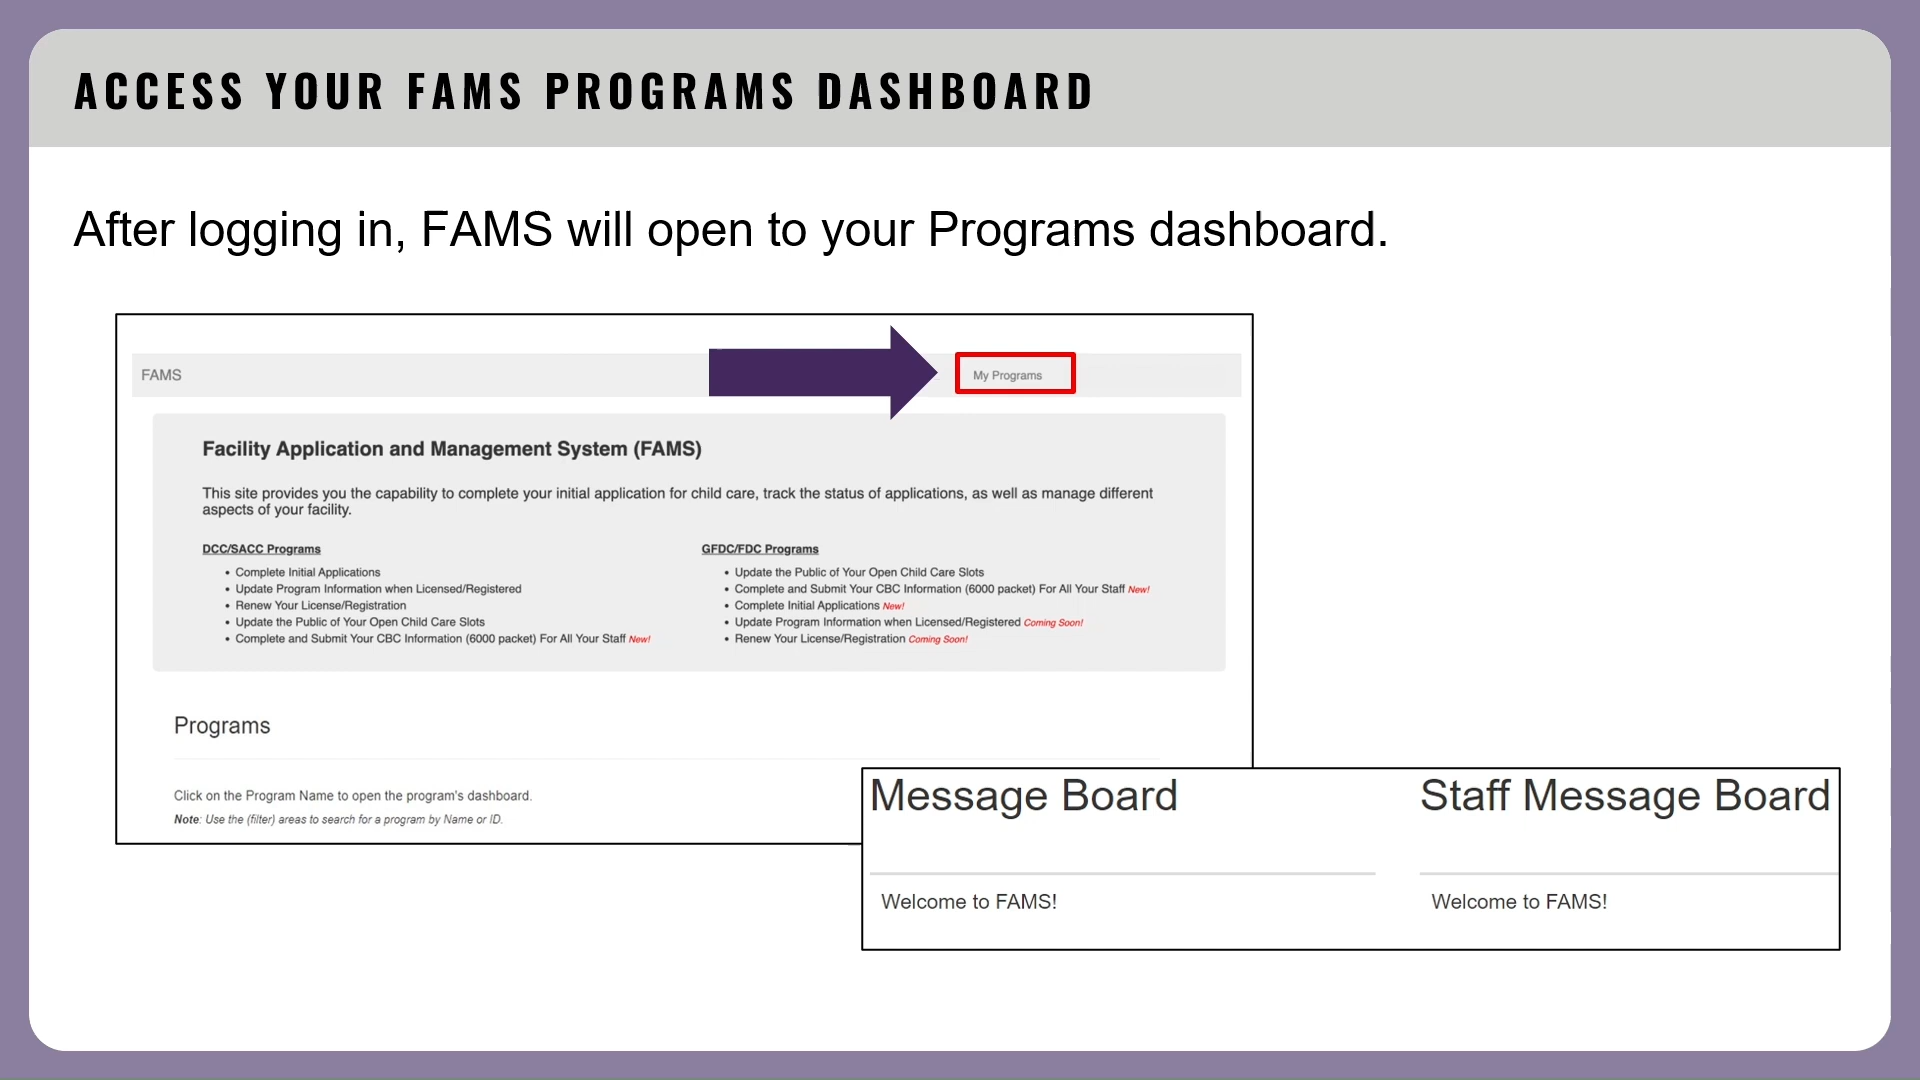 ACCESS YOUR FAMS PROGRAMS DASHBOARD
After logging in, FAMS will open to your Programs dashboard.
FAMS
My Programs
Facility Application and Management System (FAMS)
This site provides you the capability to complete your initial application for child care, track the status of applications, as well as manage different
aspects of your facility.
DCC/SACC Programs
• Complete Initial Applications
• Update Program Information when Licensed/Registered
• Renew Your License/Registration
• Update the Public of Your Open Child Care Slots
• Complete and Submit Your CBC Information (6000 packet) For All Your Staff New!
GFDC/FDC Programs
• Update the Public of Your Open Child Care Slots
• Complete and Submit Your CBC Information (6000 packet) For All Your Staff New!
• Complete Initial Applications New!
• Update Program Information when Licensed/Registered Coming Soon!
• Renew Your License/Registration Coming Soon!
Programs
Click on the Program Name to open the program's dashboard.
Note: Use the (filter) areas to search for a program by Name or ID.
Message Board
Welcome to FAMS!
Staff Message Board
Welcome to FAMS!